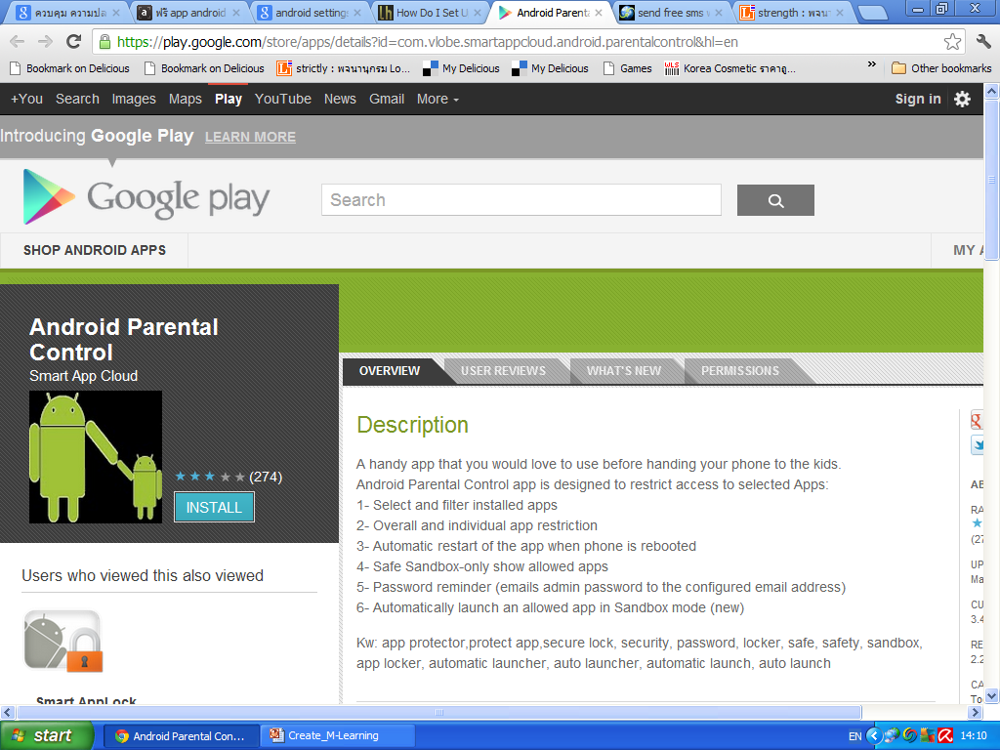 ควบคุม ความปล
ฟรี app android
android setting
How Do I Set U
Android Parenta
send free sms
strength : พจนา
https://play.google.com/store/apps/details?id=com.vlobe.smartappcloud.android.parentalcontrol&hl=en
Bookmark on Delicious
Bookmark on Delicious
strictly : พจนานุกรม Lo...
My Delicious
My Delicious
Games
Korea Cosmetic ราคาถู...
Other bookmarks
+You Search Images Maps Play YouTube News Gmail More
Sign in
Introducing Google Play LEARN MORE
Google play
Search
SHOP ANDROID APPS
MY A
Android Parental
Control
Smart App Cloud
(274)
INSTALL
Users who viewed this also viewed
Smart AppLock
OVERVIEW
USER REVIEWS
WHAT'S NEW
PERMISSIONS
Description
A handy app that you would love to use before handing your phone to the kids.
Android Parental Control app is designed to restrict access to selected Apps:
1- Select and filter installed apps
2- Overall and individual app restriction
3- Automatic restart of the app when phone is rebooted
4- Safe Sandbox-only show allowed apps
5- Password reminder (emails admin password to the configured email address)
6- Automatically launch an allowed app in Sandbox mode (new)
Kw: app protector,protect app,secure lock, security, password, locker, safe, safety, sandbox,
app locker, automatic launcher, auto launcher, automatic launch, auto launch
AB
RA
(27
UP
Ma
CU
3.4
RE
2.2
CA
To
start
Android Parental Con...
Create_M-Learning
EN
14:10